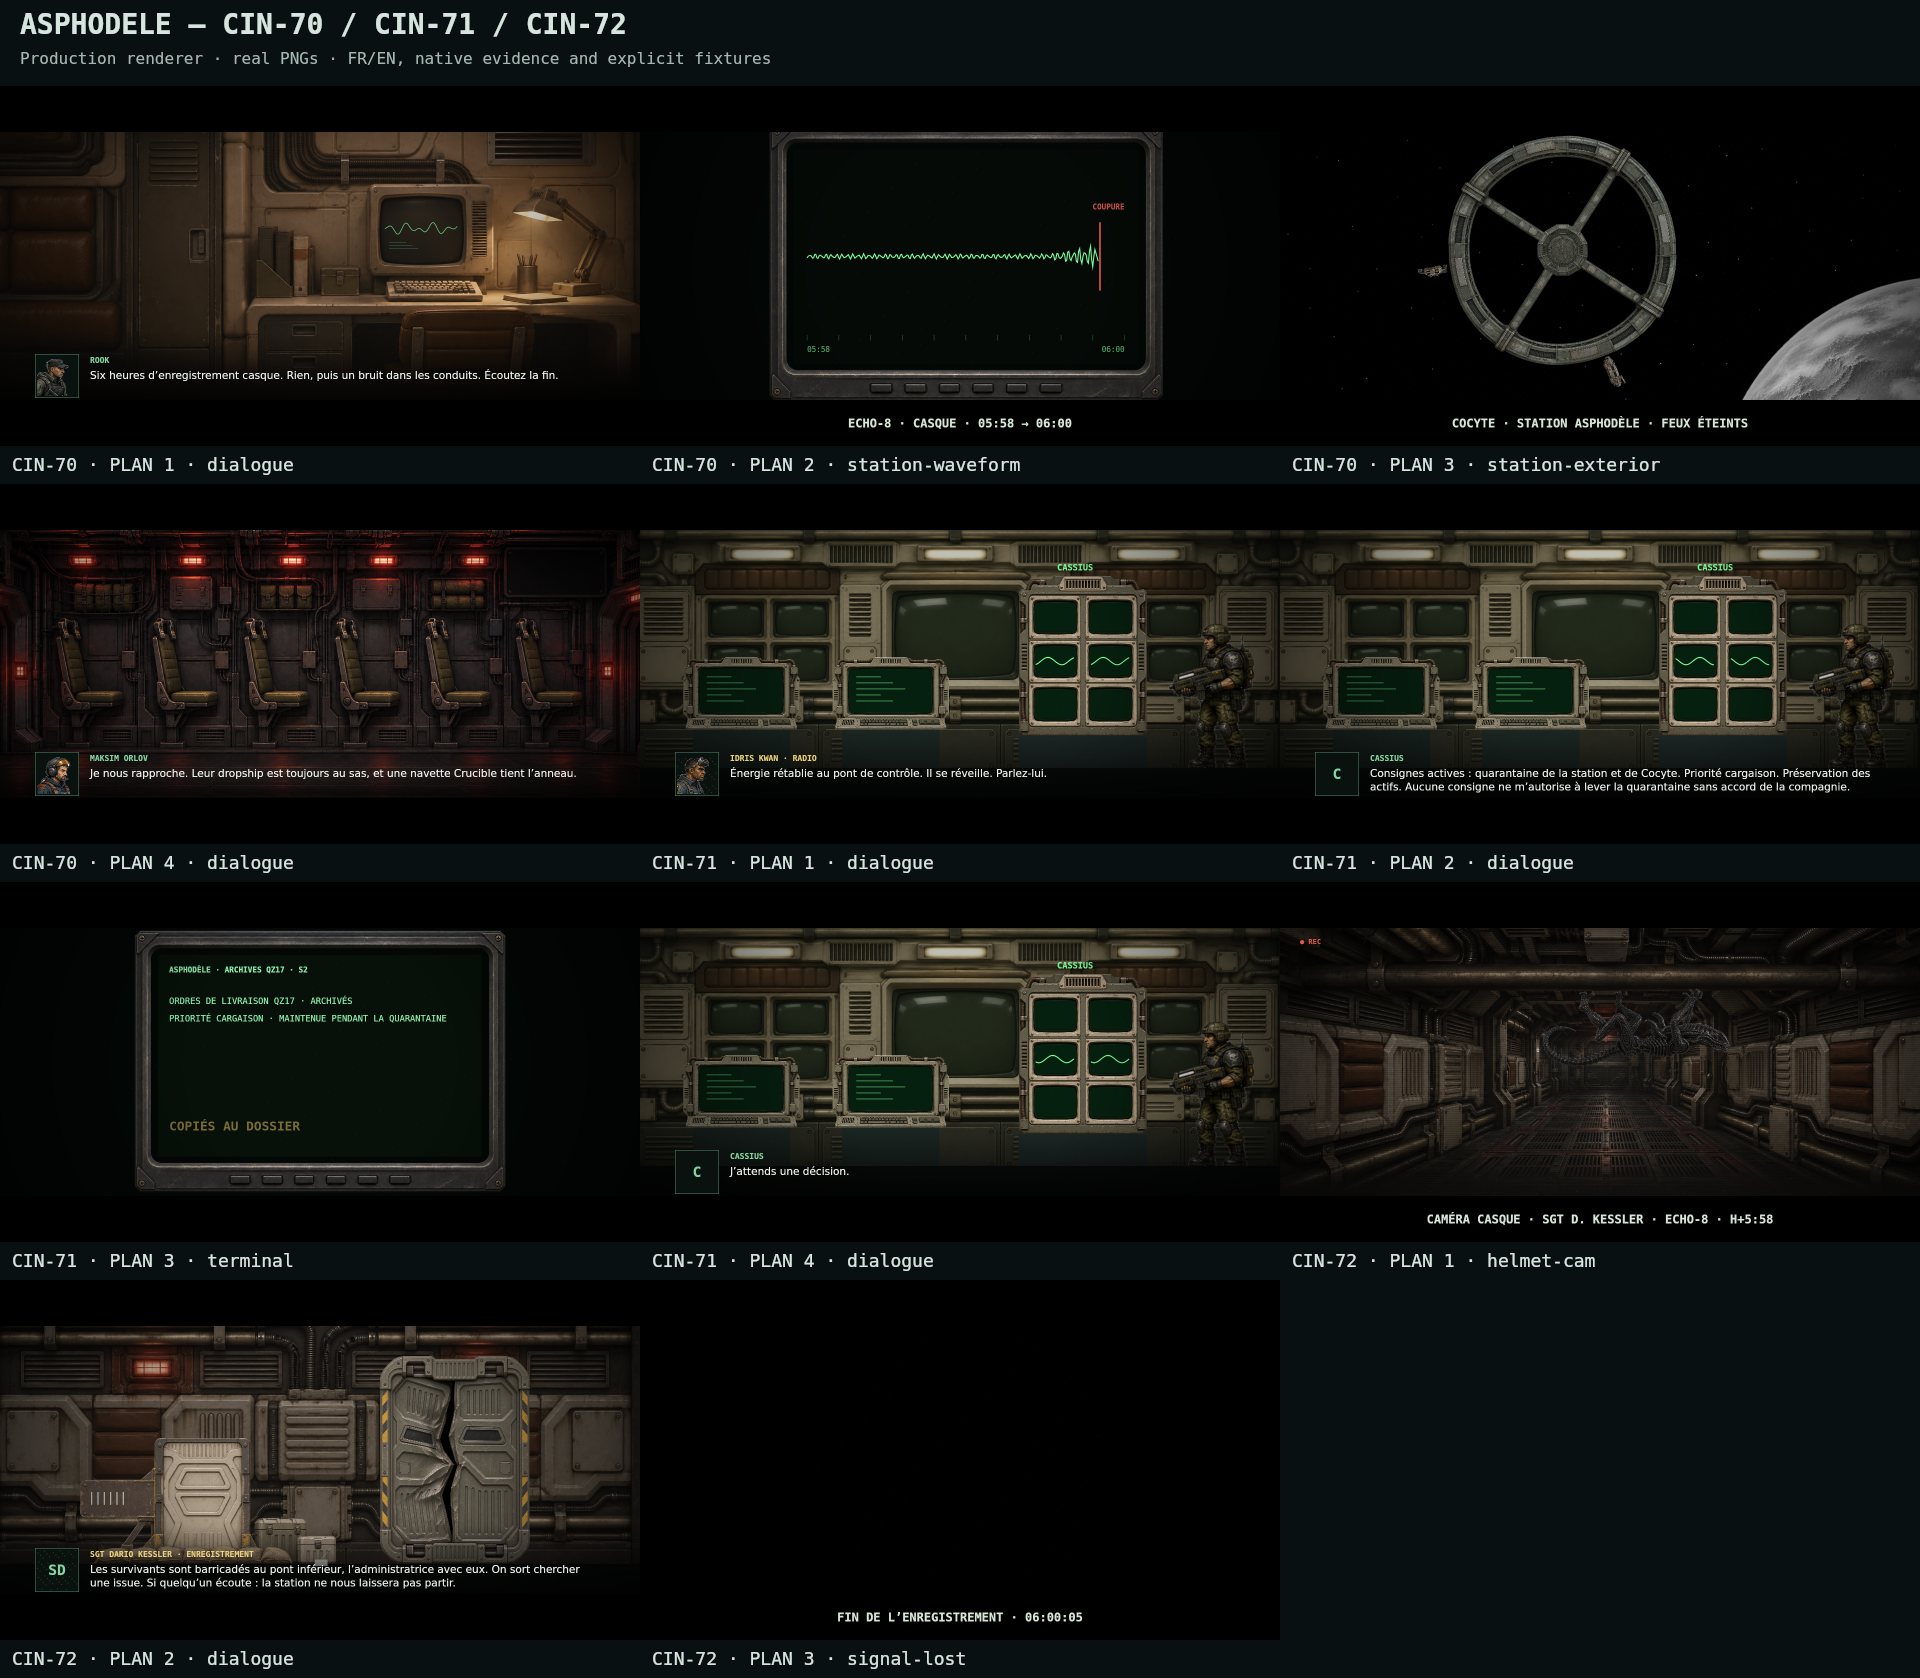 ASPHODELE — CIN-70 / CIN-71 / CIN-72
Production renderer · real PNGs · FR/EN, native evidence and explicit fixtures
ROOK
Six heures d’enregistrement casque. Rien, puis un bruit dans les conduits. Écoutez la fin.
CIN-70 · PLAN 1 · dialogue
COUPURE
05:58
06:00
ECHO-8 · CASQUE · 05:58 → 06:00
CIN-70 · PLAN 2 · station-waveform
COCYTE · STATION ASPHODÈLE · FEUX ÉTEINTS
CIN-70 · PLAN 3 · station-exterior
MAKSIM ORLOV
Je nous rapproche. Leur dropship est toujours au sas, et une navette Crucible tient l’anneau.
CIN-70 · PLAN 4 · dialogue
CASSIUS
IDRIS KWAN · RADIO
Énergie rétablie au pont de contrôle. Il se réveille. Parlez-lui.
CIN-71 · PLAN 1 · dialogue
CASSIUS
C
CASSIUS
Consignes actives : quarantaine de la station et de Cocyte. Priorité cargaison. Préservation des
actifs. Aucune consigne ne m’autorise à lever la quarantaine sans accord de la compagnie.
CIN-71 · PLAN 2 · dialogue
ASPHODÈLE · ARCHIVES QZ17 · S2
ORDRES DE LIVRAISON QZ17 · ARCHIVÉS
PRIORITÉ CARGAISON · MAINTENUE PENDANT LA QUARANTAINE
COPIÉS AU DOSSIER
CIN-71 · PLAN 3 · terminal
CASSIUS
C
CASSIUS
J’attends une décision.
CIN-71 · PLAN 4 · dialogue
● REC
CAMÉRA CASQUE · SGT D. KESSLER · ECHO-8 · H+5:58
CIN-72 · PLAN 1 · helmet-cam
SD
SGT DARIO KESSLER · ENREGISTREMENT
Les survivants sont barricadés au pont inférieur, l’administratrice avec eux. On sort chercher
une issue. Si quelqu’un écoute : la station ne nous laissera pas partir.
CIN-72 · PLAN 2 · dialogue
FIN DE L’ENREGISTREMENT · 06:00:05
CIN-72 · PLAN 3 · signal-lost